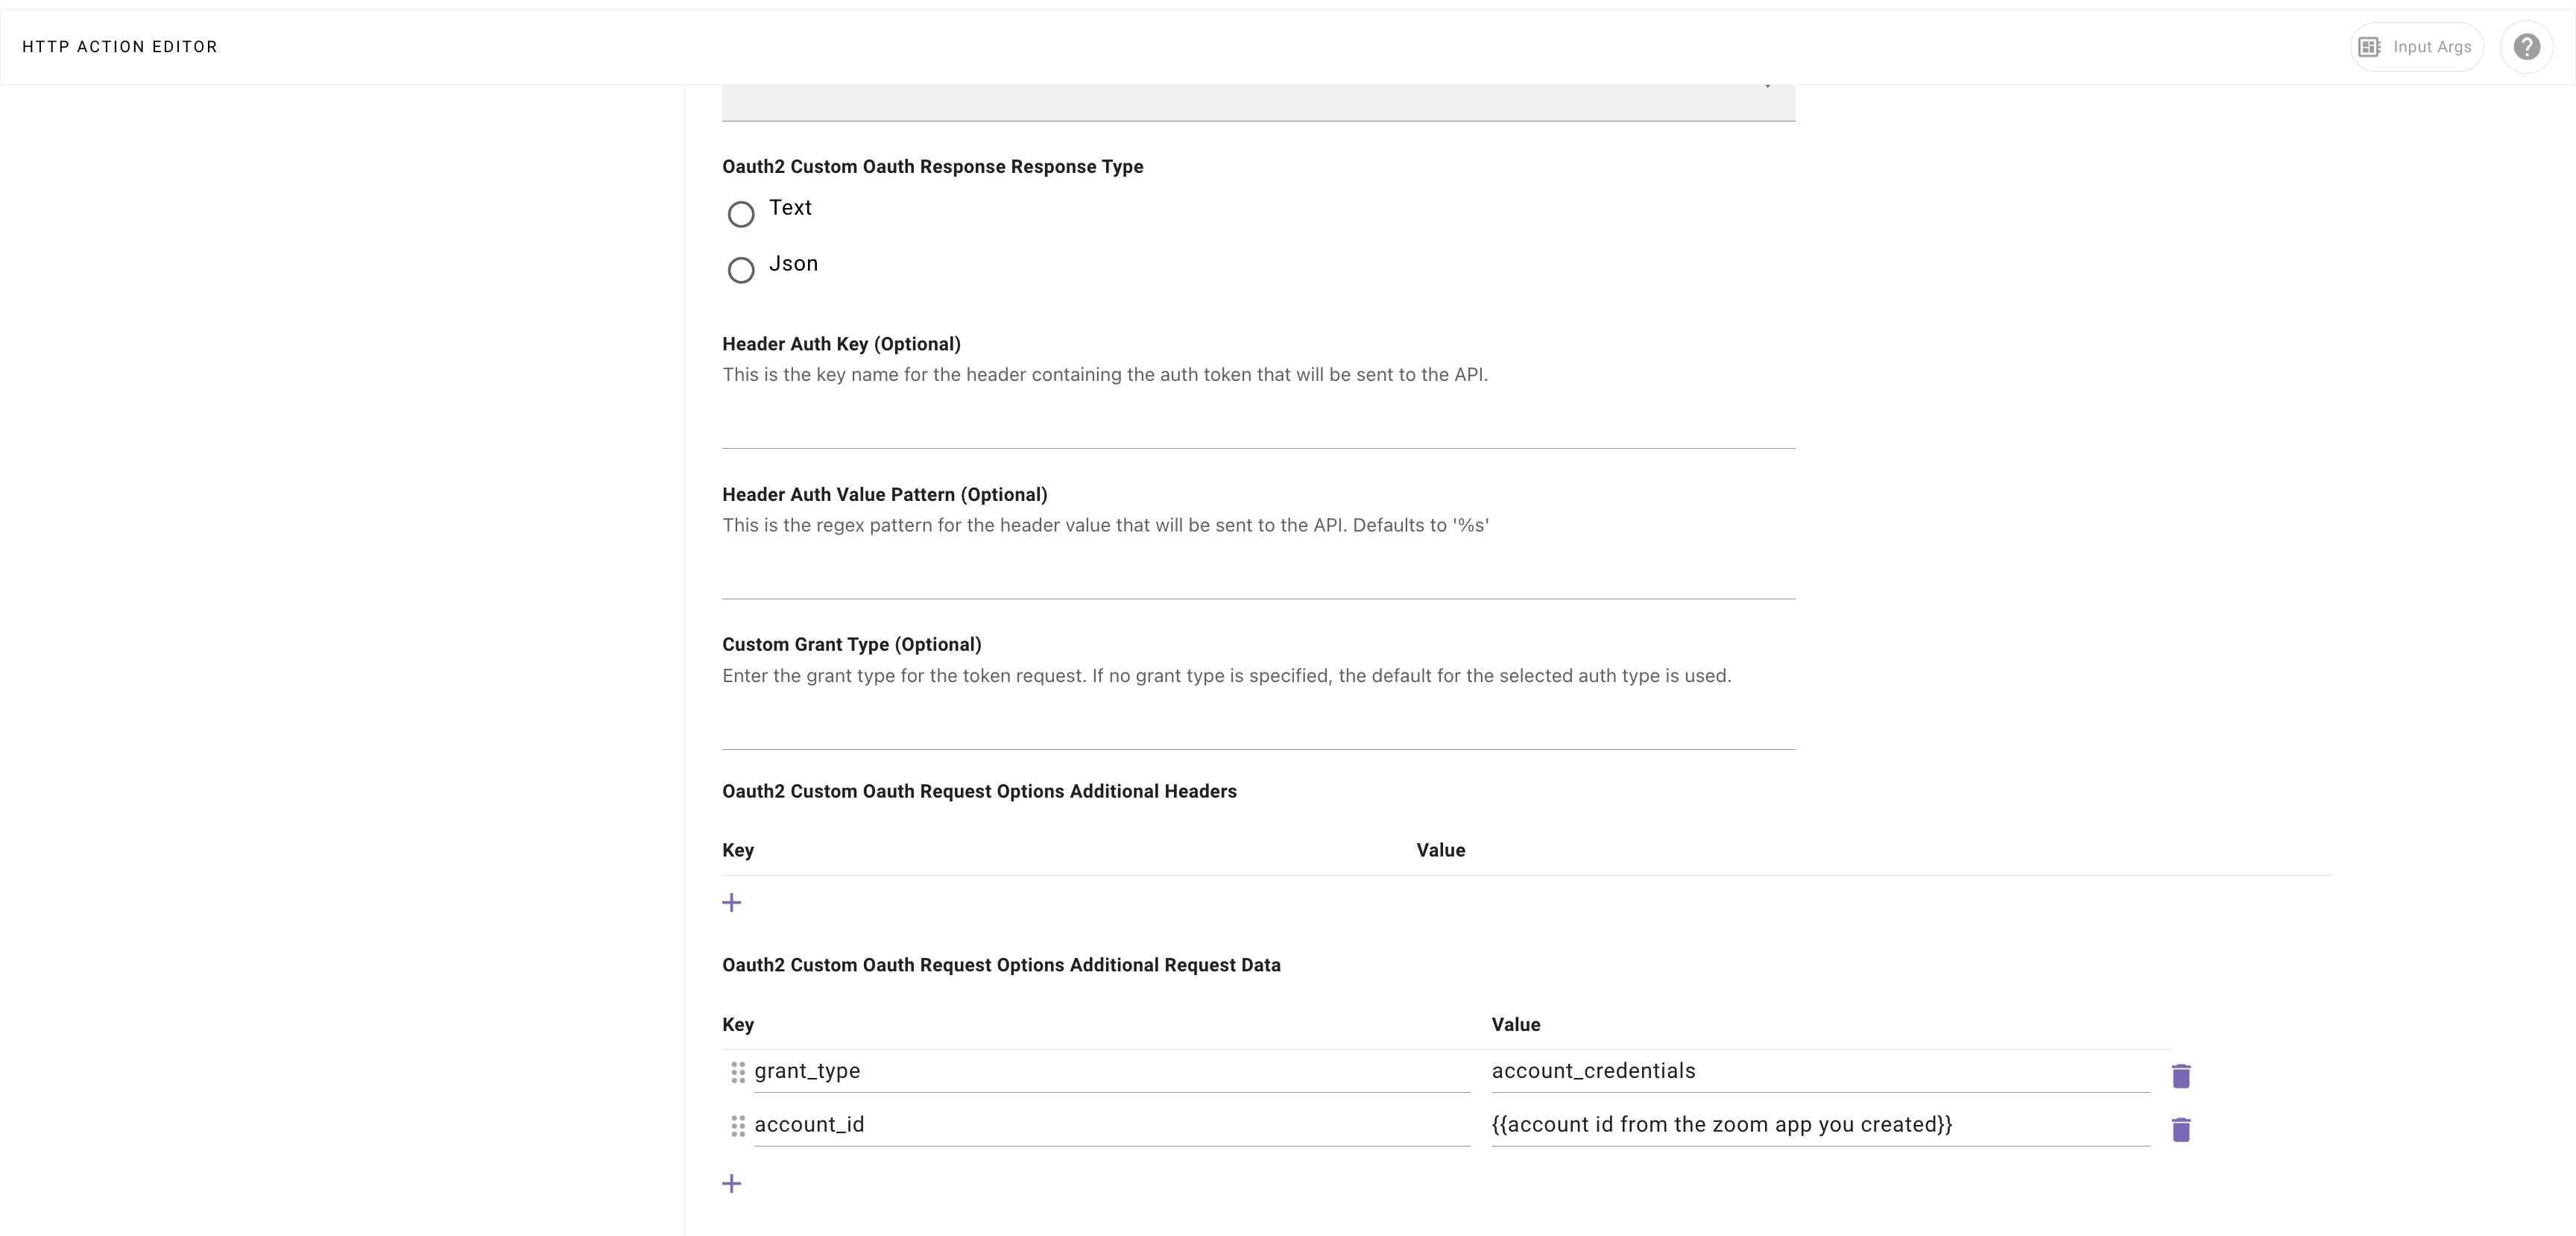 HTTP ACTION EDITOR
Input Args
Oauth2 Custom Oauth Response Response Type
Text
Json
Header Auth Key (Optional)
This is the key name for the header containing the auth token that will be sent to the API.
Header Auth Value Pattern (Optional)
This is the regex pattern for the header value that will be sent to the API. Defaults to '%s'
Custom Grant Type (Optional)
Enter the grant type for the token request. If no grant type is specified, the default for the selected auth type is used.
Oauth2 Custom Oauth Request Options Additional Headers
Key Value
Oauth2 Custom Oauth Request Options Additional Request Data
Key Value
grant_type account_credentials
account_id {{account id from the zoom app you created}}